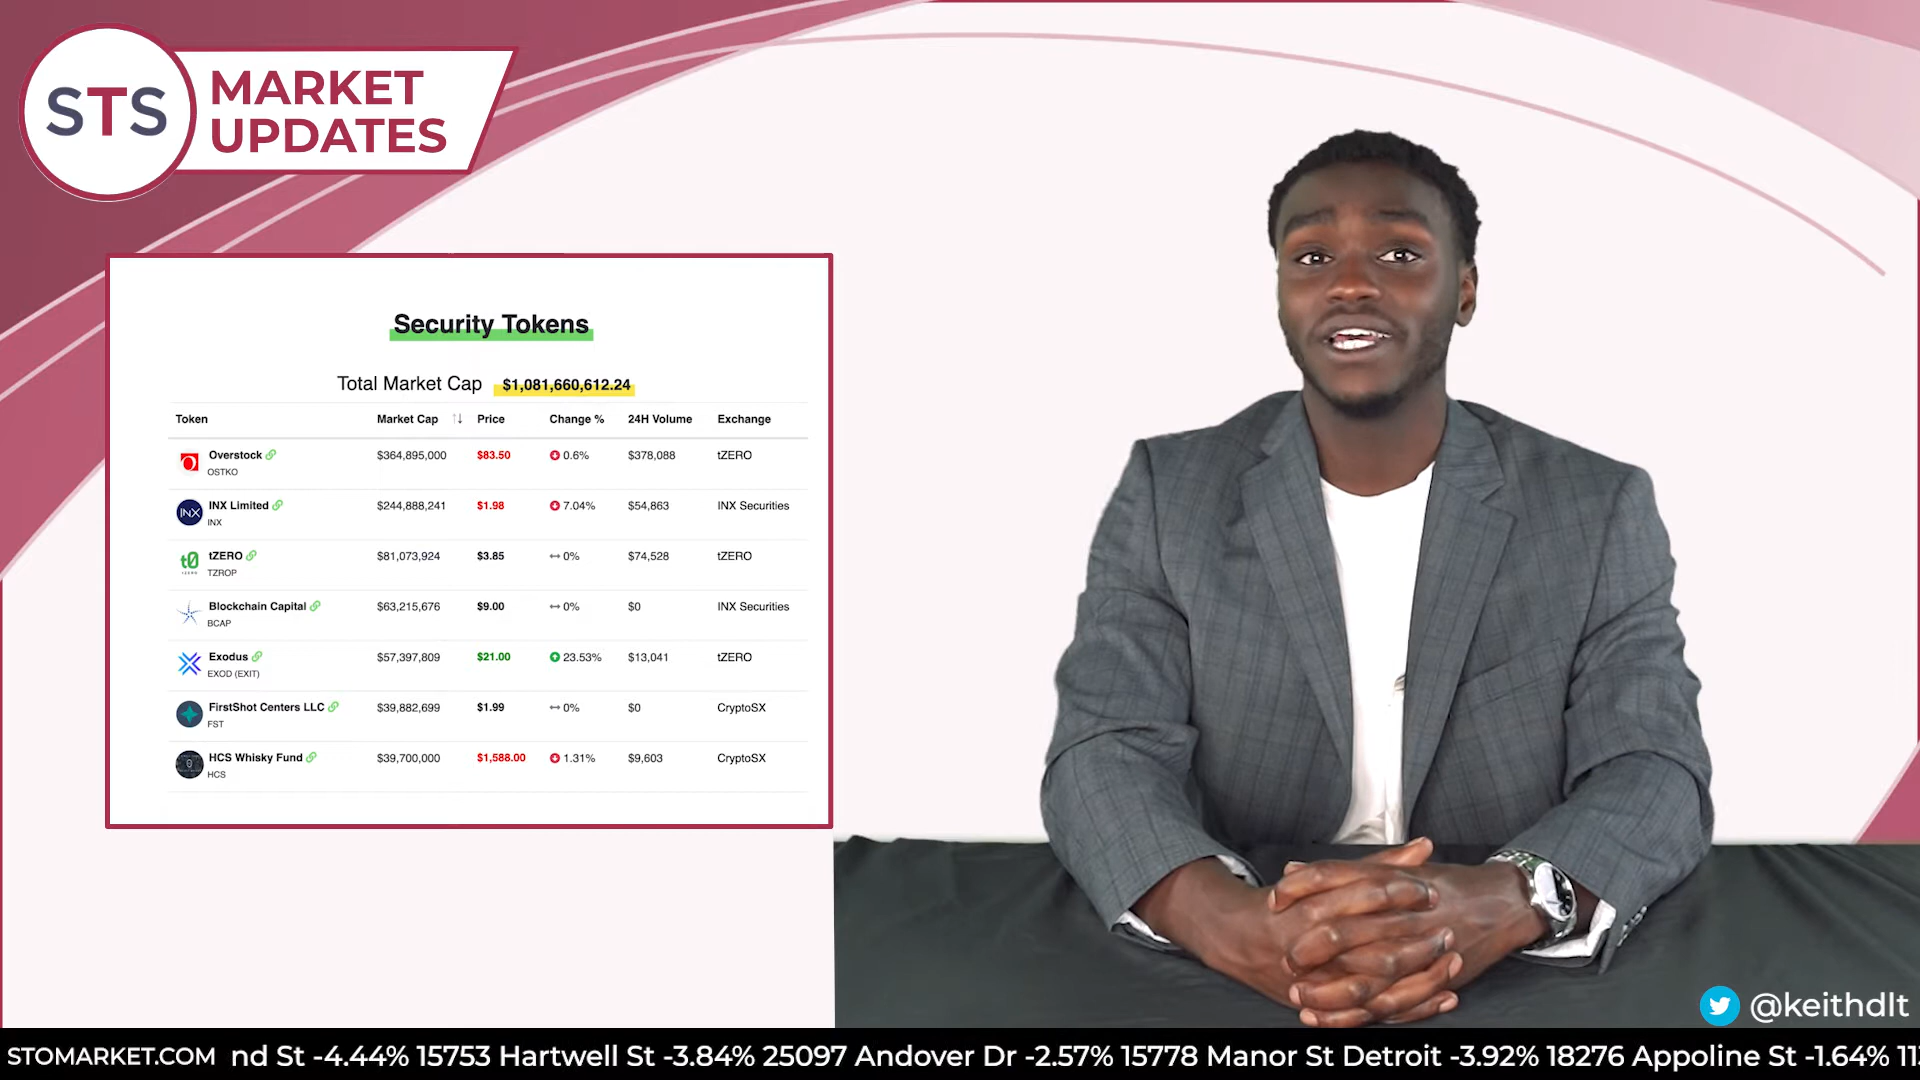 STS
MARKET
UPDATES
Security Tokens
Total Market Cap $1,081,660,612.24
Token Market Cap Price Change % 24H Volume Exchange
Overstock $364,895,000 $83.50 0.6% $378,088 tZERO
OSTKO
INX INX Limited $244,888,241 $1.98 7.04% $54,863 INX Securities
INX
t0 tZERO $81,073,924 $3.85 0% $74,528 tZERO
TZROP
Blockchain Capital $63,215,676 $9.00 0% $0 INX Securities
BCAP
Exodus $57,397,809 $21.00 23.53% $13,041 tZERO
EXOD (EXIT)
FirstShot Centers LLC $39,882,699 $1.99 0% $0 CryptoSX
FST
HCS Whisky Fund $39,700,000 $1,588.00 1.31% $9,603 CryptoSX
HCS
@keithdlt
STOMARKET.COM nd St -4.44% 15753 Hartwell St -3.84% 25097 Andover Dr -2.57% 15778 Manor St Detroit -3.92% 18276 Appoline St -1.64%